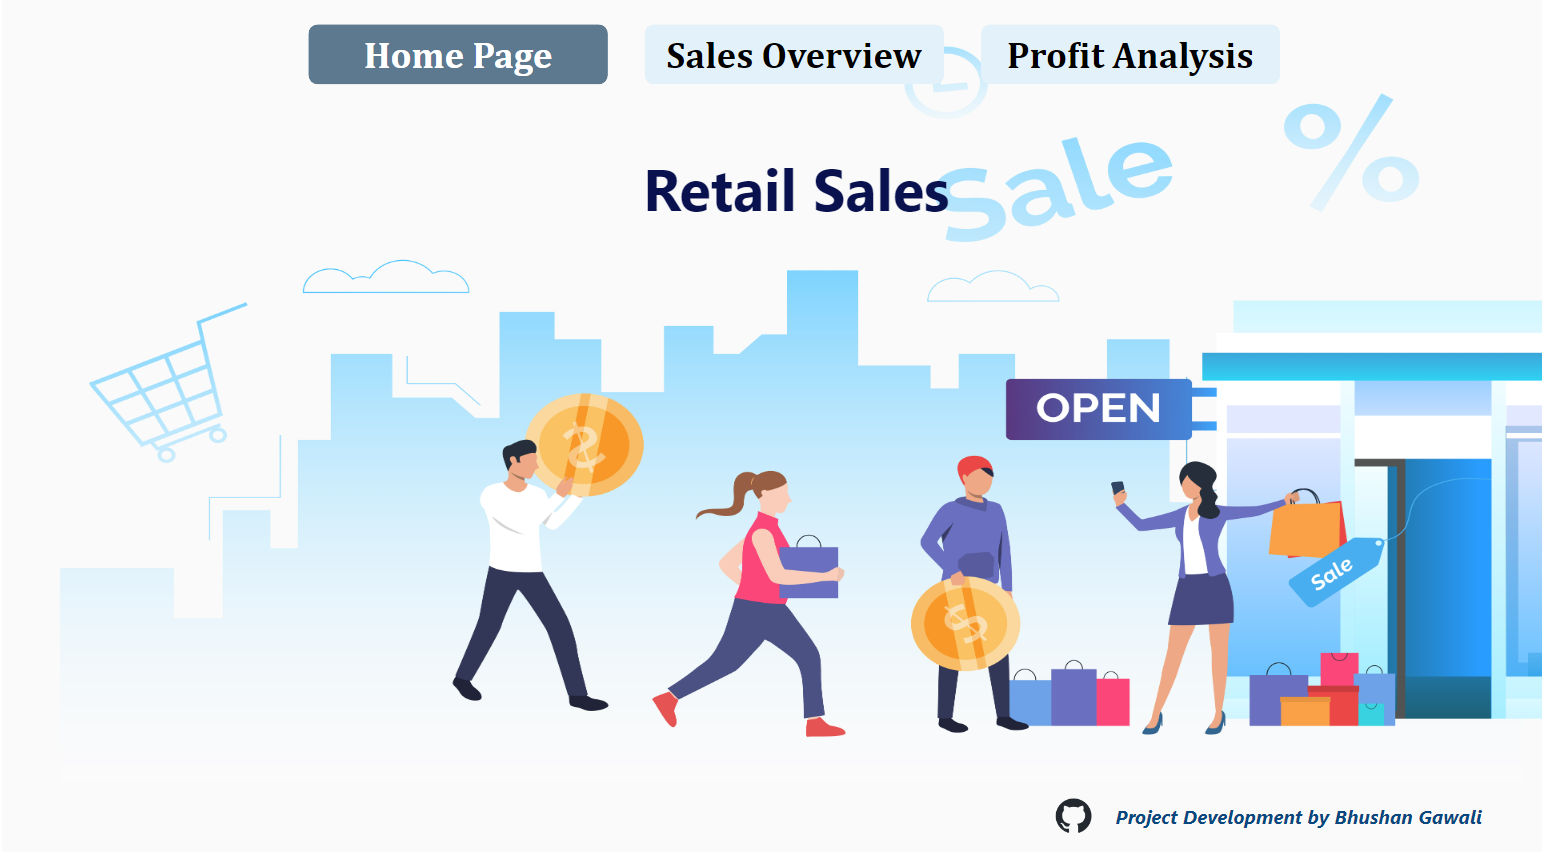 Home Page
Sales Overview
Profit Analysis
Retail Sales
Sale
%
OPEN
$
$
Sale
Project Development by Bhushan Gawali